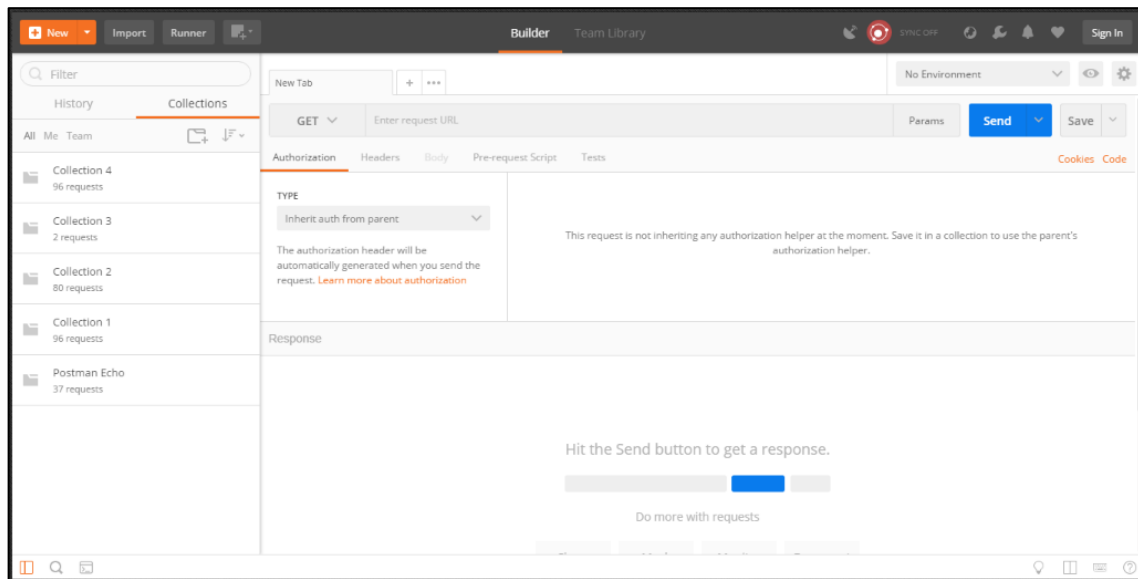 New
Import
Runner
Builder
Team Library
SYNC OFF
Sign In
Filter
History
Collections
All Me Team
Collection 4
96 requests
Collection 3
2 requests
Collection 2
80 requests
Collection 1
96 requests
Postman Echo
37 requests
New Tab
No Environment
GET
Enter request URL
Params
Send
Save
Authorization
Headers
Body
Pre-request Script
Tests
Cookies
Code
TYPE
Inherit auth from parent
The authorization header will be
automatically generated when you send the
request. Learn more about authorization
This request is not inheriting any authorization helper at the moment. Save it in a collection to use the parent's
authorization helper.
Response
Hit the Send button to get a response.
Do more with requests